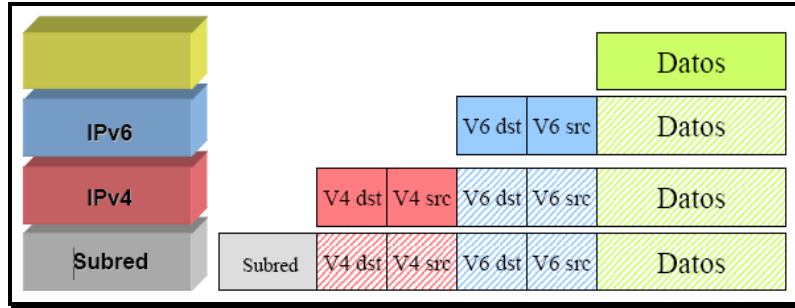 Datos
IPv6 V6 dst V6 src Datos
IPv4 V4 dst V4 src V6 dst V6 src Datos
Subred Subred V4 dst V4 src V6 dst V6 src Datos